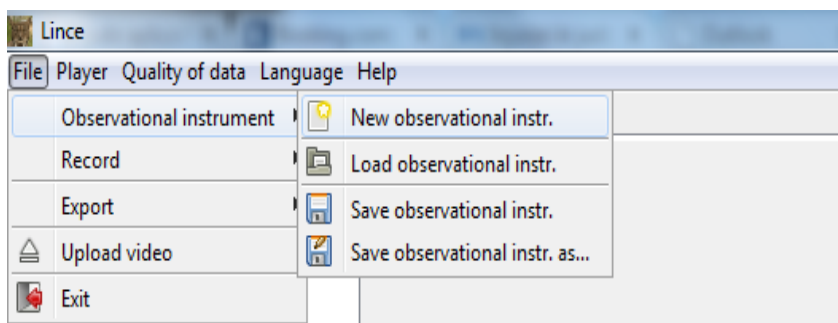 Lince
File Player Quality of data Language Help
Observational instrument
New observational instr.
Record
Load observational instr.
Export
Save observational instr.
Upload video
Save observational instr. as...
Exit